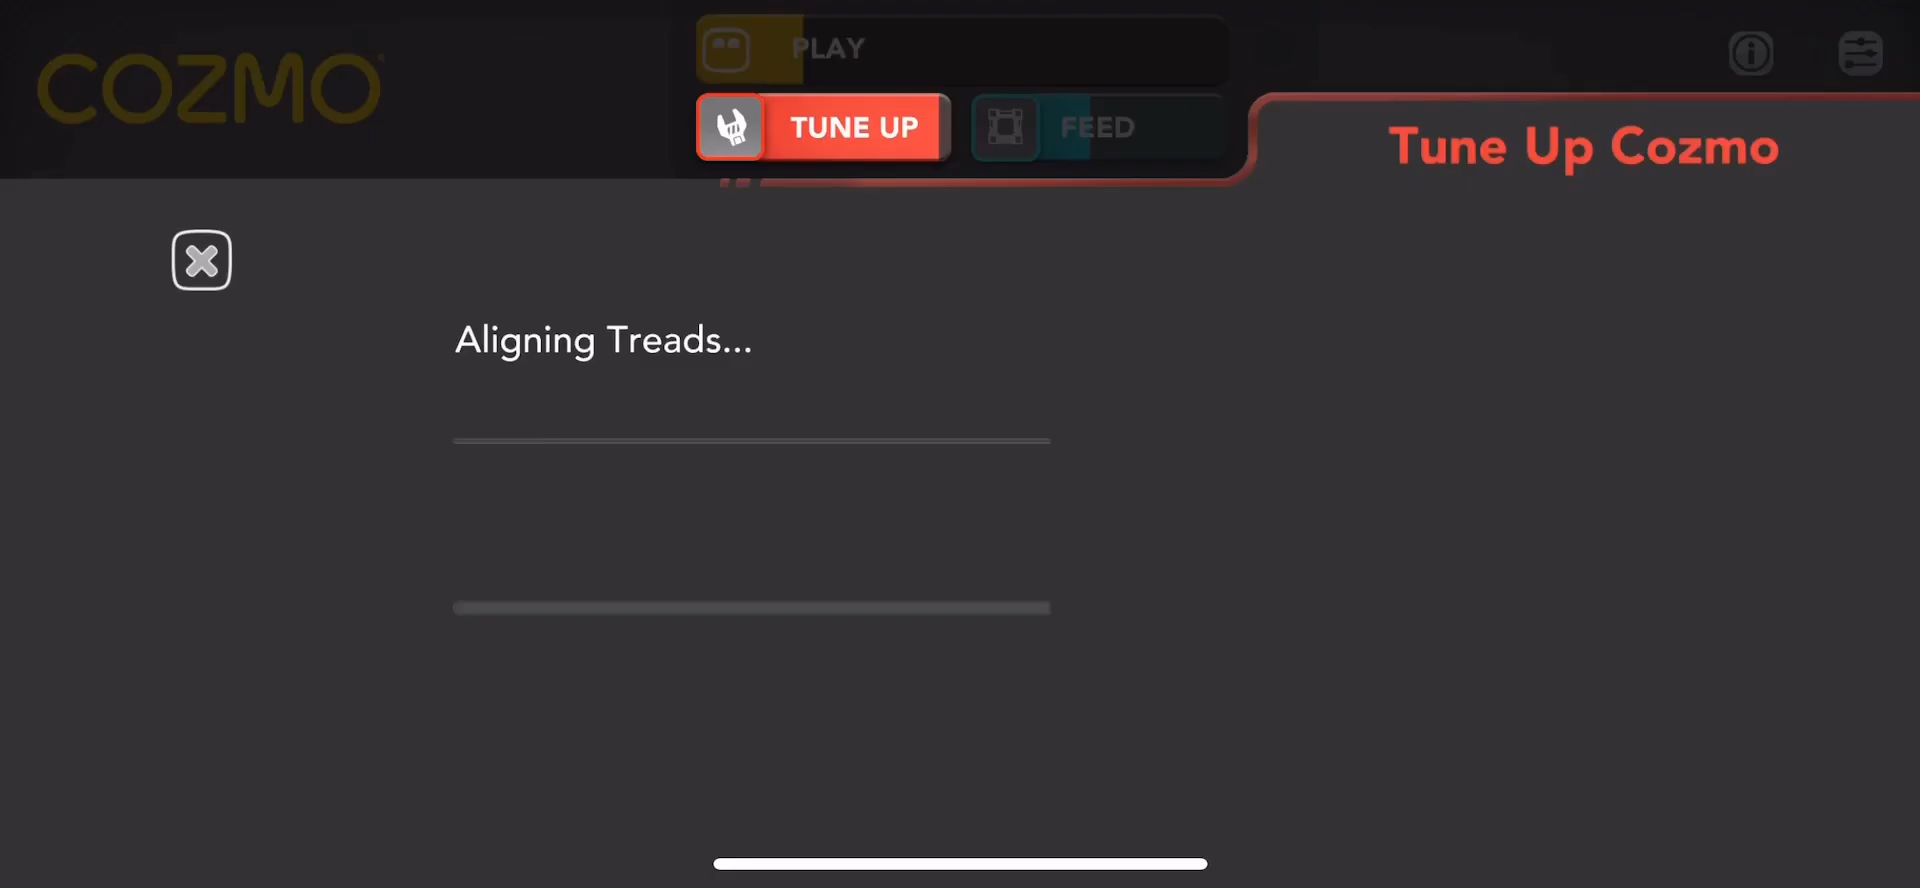 COZMO
PLAY
TUNE UP
FEED
Tune Up Cozmo
Aligning Treads...